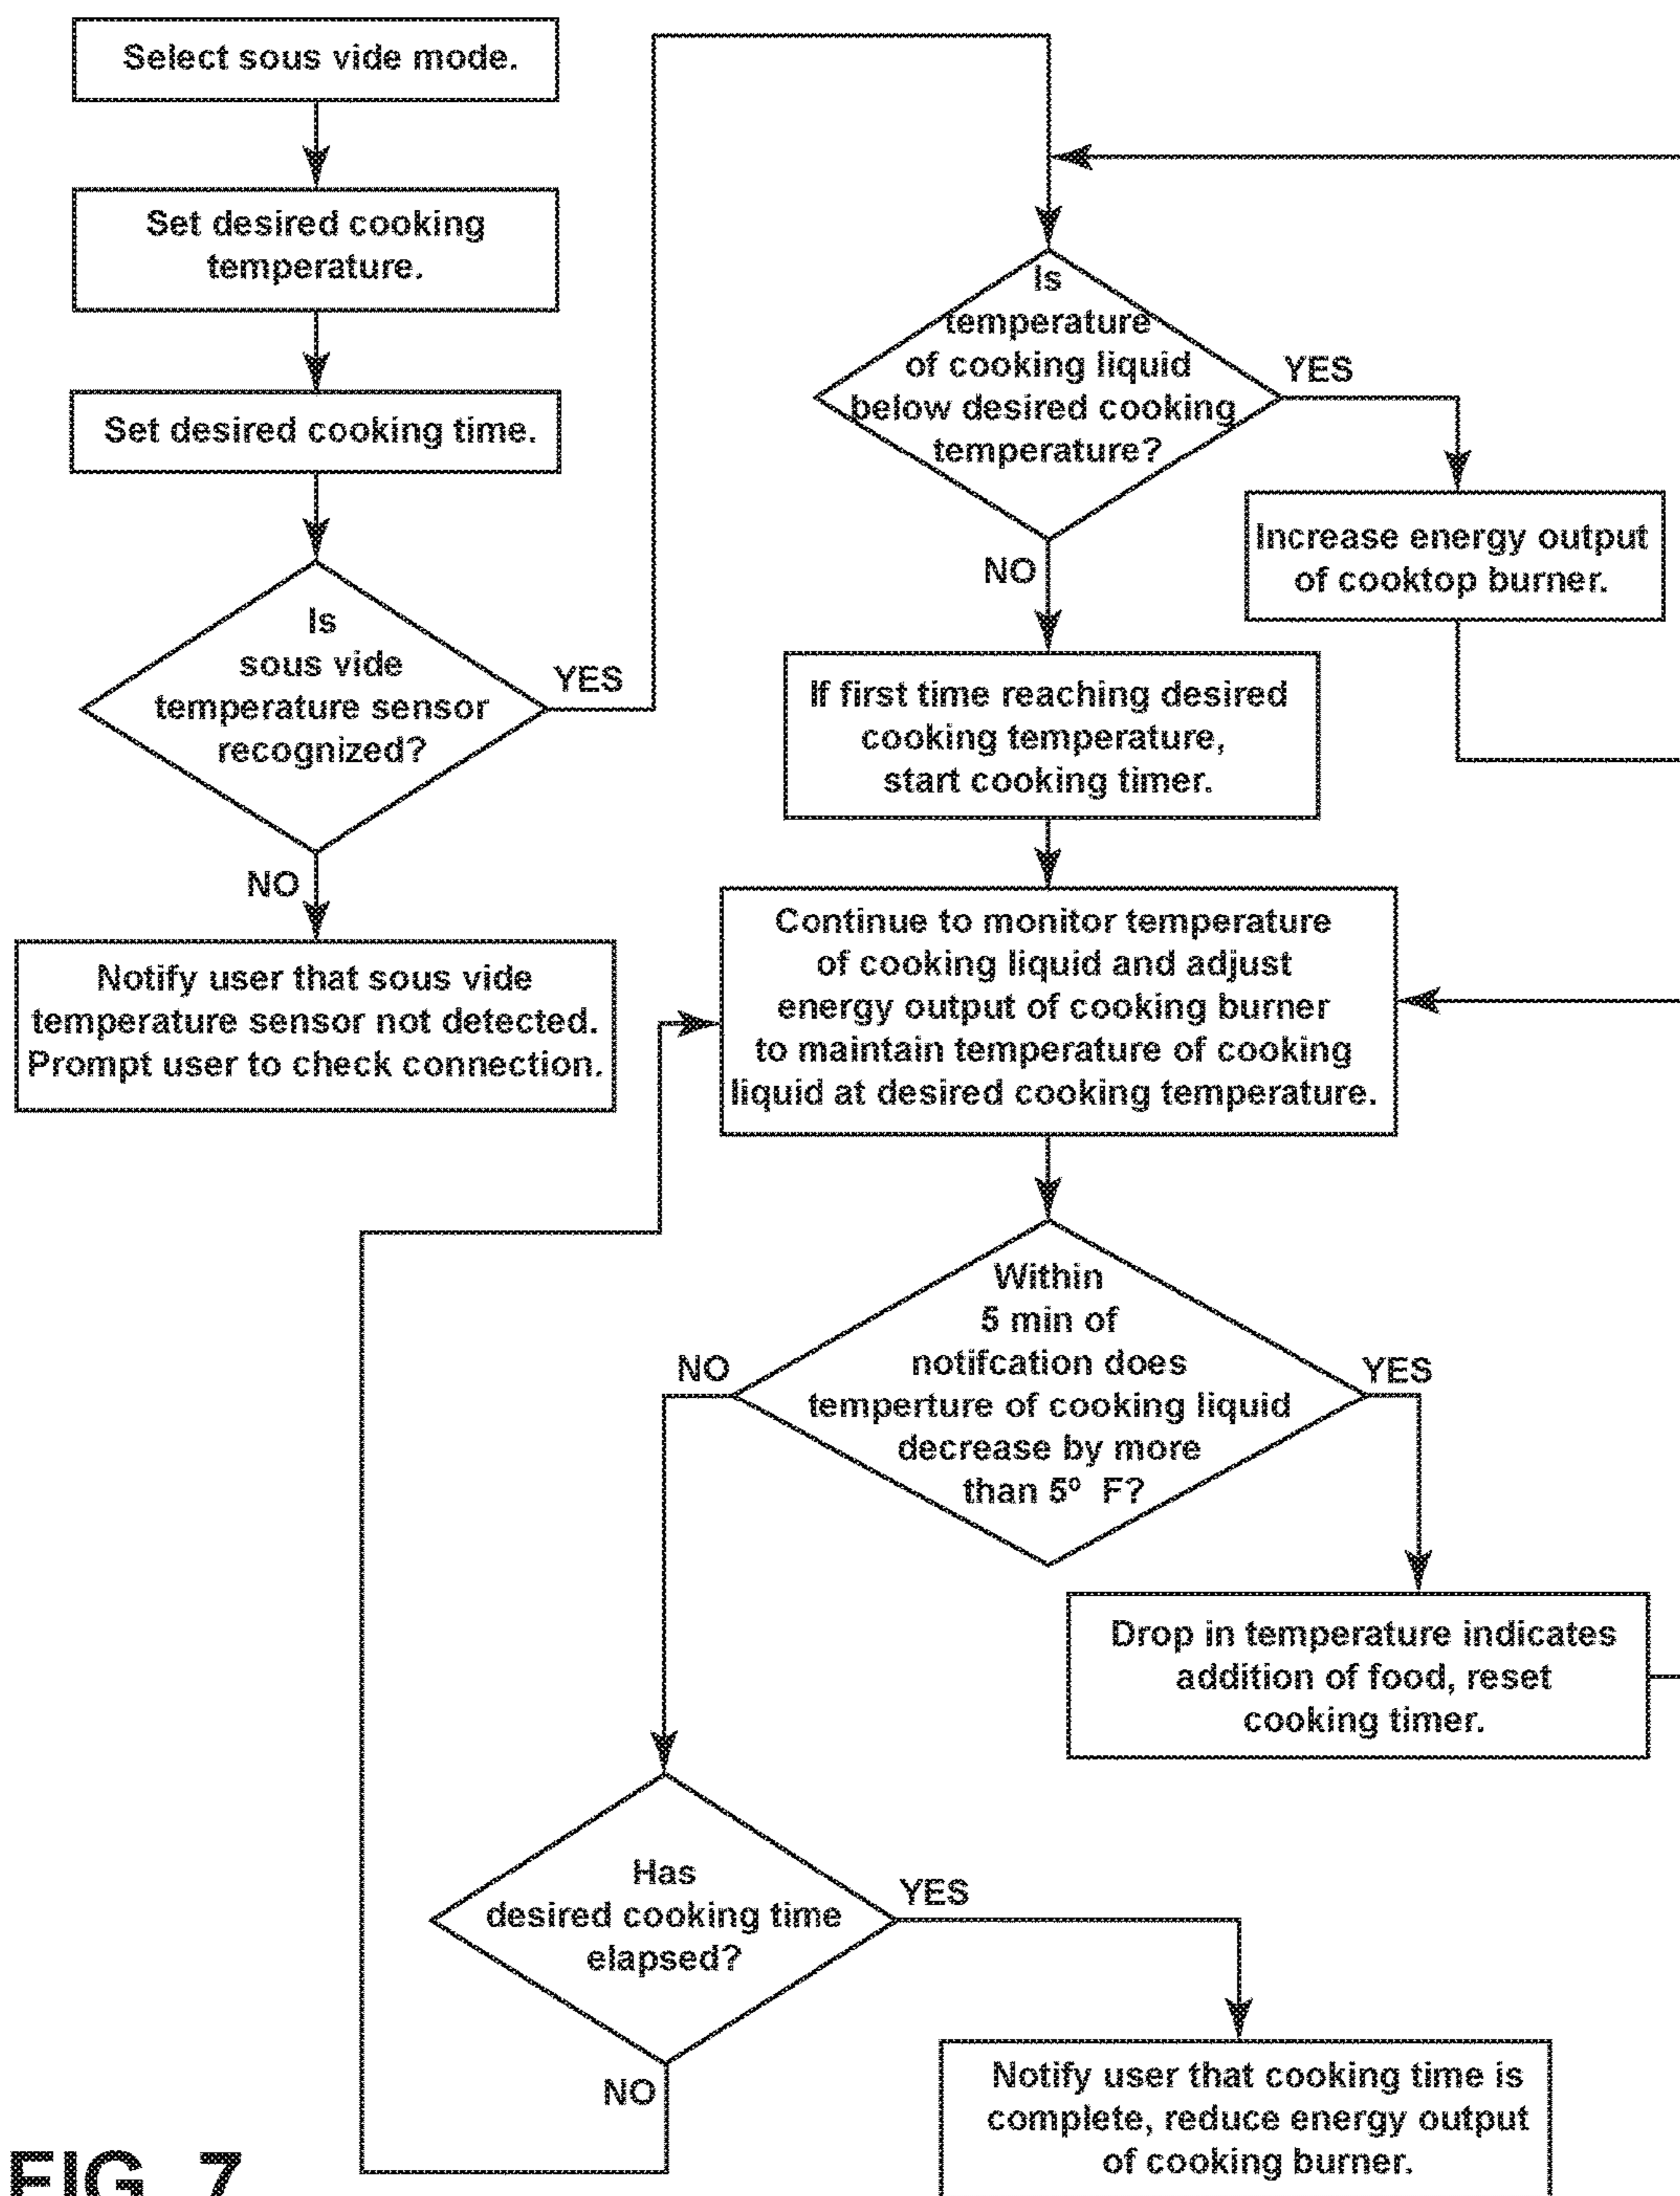 Select sous vide mode.
Set desired cooking
temperature.
Set desired cooking time.
Is
sous vide
temperature sensor
recognized?
YES
NO
Notify user that sous vide
temperature sensor not detected.
Prompt user to check connection.
Is
temperature
of cooking liquid
below desired cooking
temperature?
YES
Increase energy output
of cooktop burner.
NO
If first time reaching desired
cooking temperature,
start cooking timer.
Continue to monitor temperature
of cooking liquid and adjust
energy output of cooking burner
to maintain temperature of cooking
liquid at desired cooking temperature.
Within
5 min of
notifcation does
temperture of cooking liquid
decrease by more
than 5º F?
NO
YES
Drop in temperature indicates
addition of food, reset
cooking timer.
Has
desired cooking time
elapsed?
YES
NO
Notify user that cooking time is
complete, reduce energy output
of cooking burner.
FIG. 7